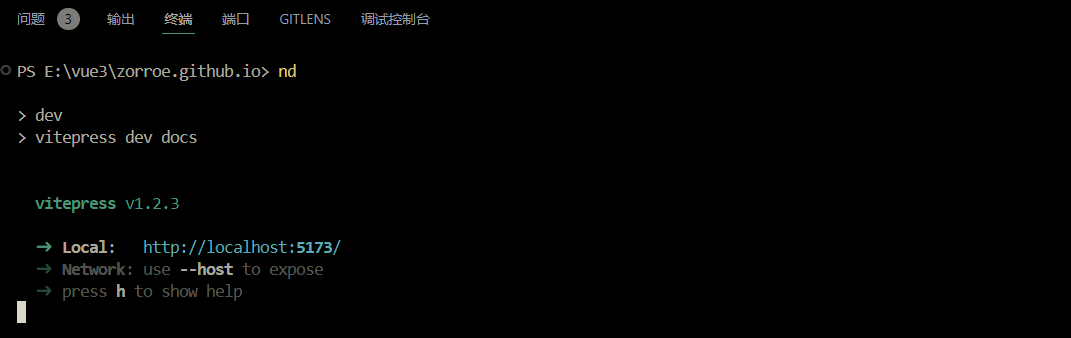 问题 3 输出 终端 端口 GITLENS 调试控制台
PS E:\vue3\zorroe.github.io> nd
> dev
> vitepress dev docs
vitepress v1.2.3
➜ Local: http://localhost:5173/
➜ Network: use --host to expose
➜ press h to show help